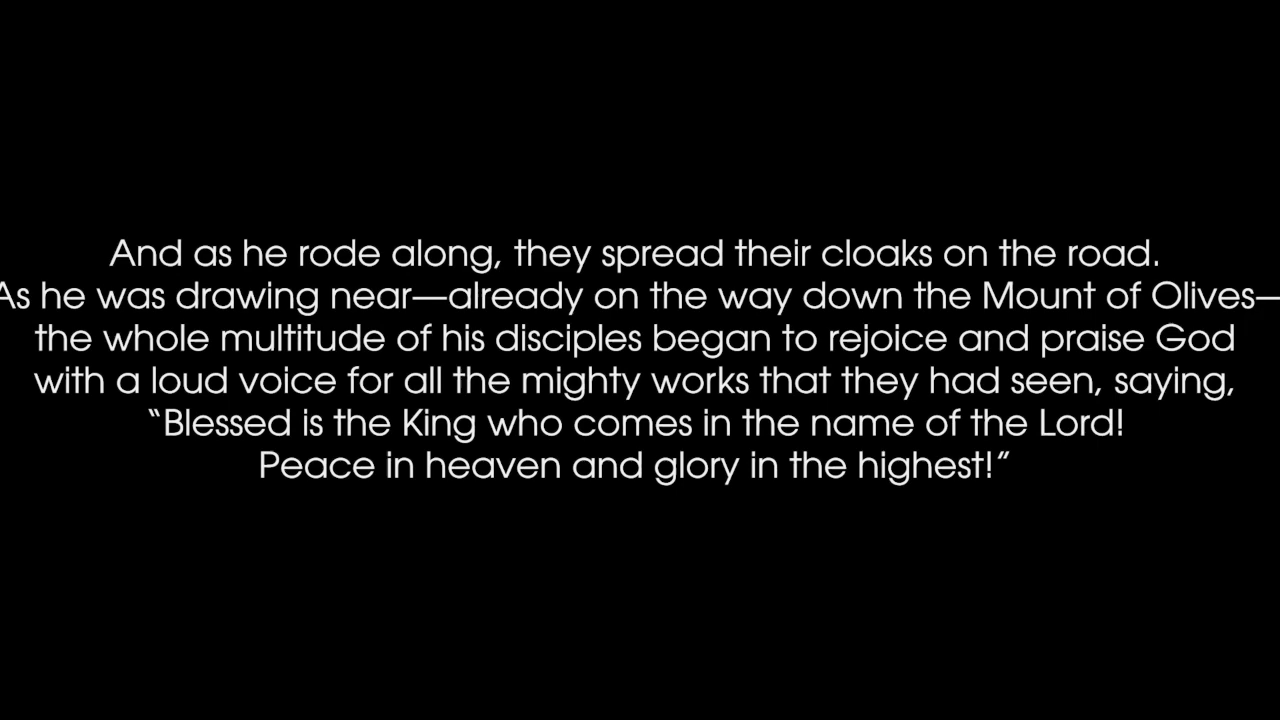 And as he rode along, they spread their cloaks on the road.
As he was drawing near—already on the way down the Mount of Olives—
the whole multitude of his disciples began to rejoice and praise God
with a loud voice for all the mighty works that they had seen, saying,
“Blessed is the King who comes in the name of the Lord!
Peace in heaven and glory in the highest!”